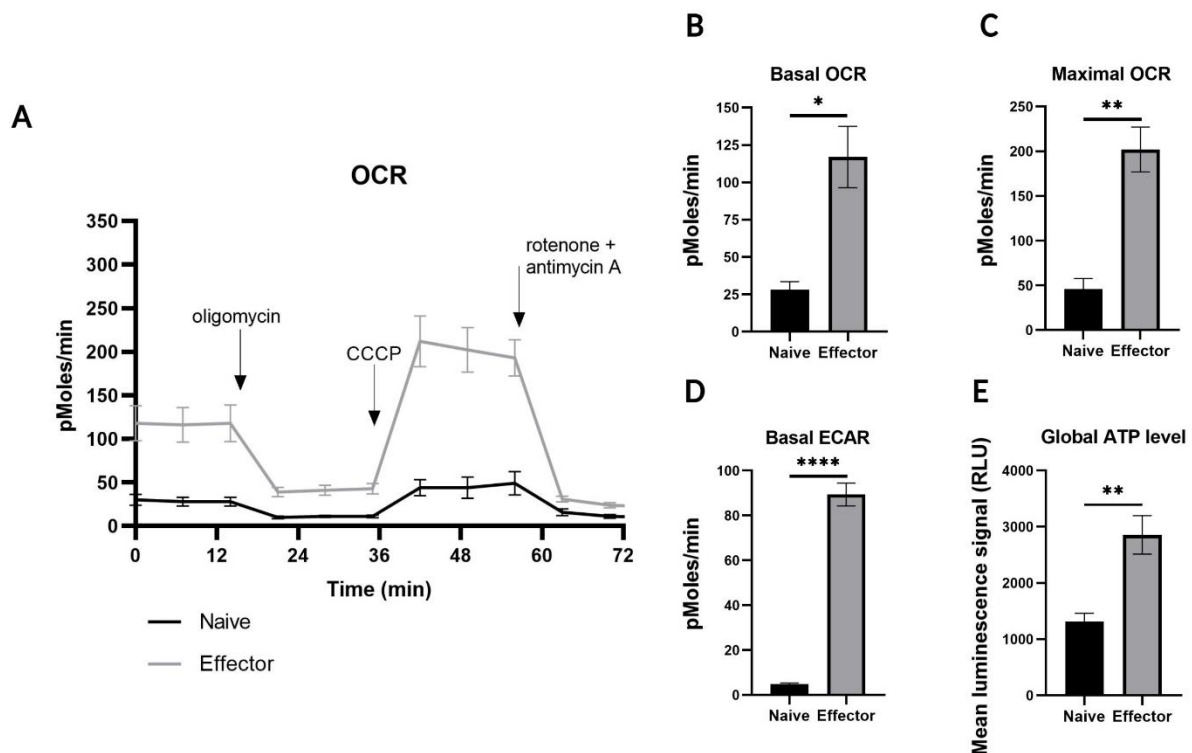 A
OCR
pMoles/min
350
300
250
200
150
100
50
0
oligomycin
CCCP
rotenone +
antimycin A
0 12 24 36 48 60 72
Time (min)
Naive
Effector
B
Basal OCR
*
pMoles/min
150
125
100
75
50
25
0
Naive Effector
C
Maximal OCR
**
pMoles/min
250
200
150
100
50
0
Naive Effector
D
Basal ECAR
****
pMoles/min
100
80
60
40
20
0
Naive Effector
E
Global ATP level
**
Mean luminescence signal (RLU)
4000
3000
2000
1000
0
Naive Effector